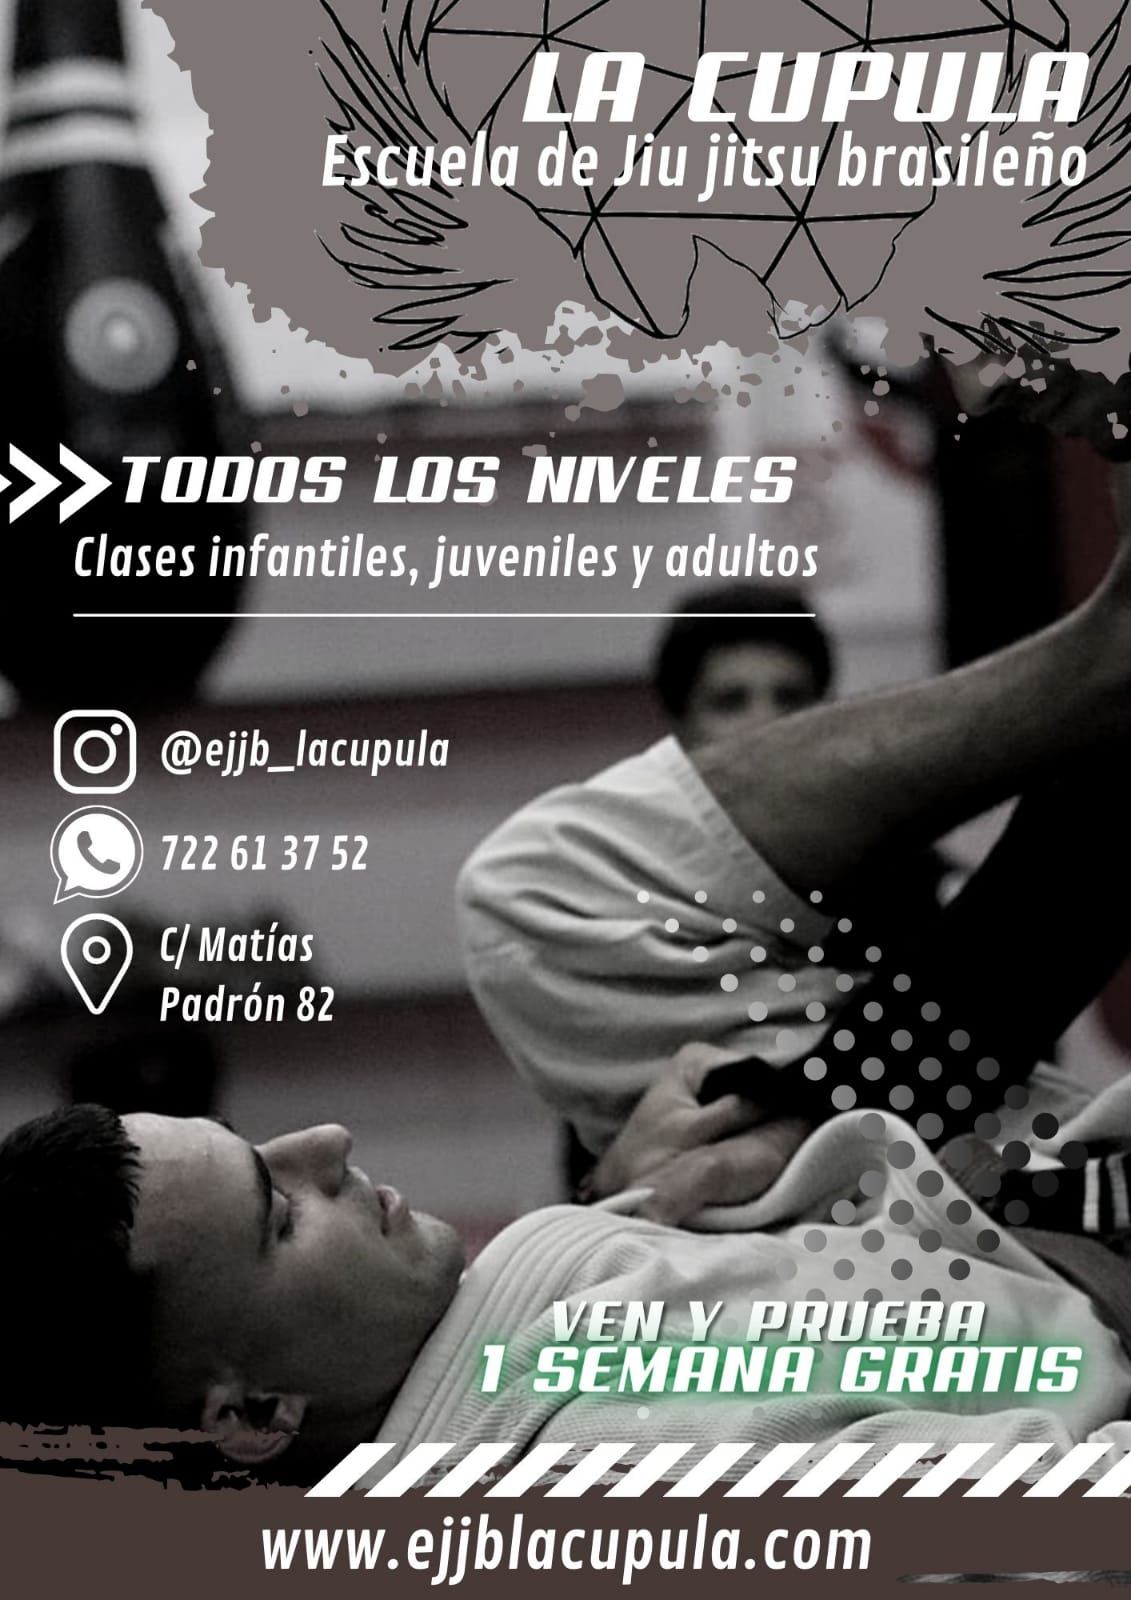 LA CUPULA
Escuela de Jiu jitsu brasileño
TODOS LOS NIVELES
Clases infantiles, juveniles y adultos
@ejjb_lacupula
722 61 37 52
C/ Matías
Padrón 82
VEN Y PRUEBA
1 SEMANA GRATIS
www.ejjblacupula.com